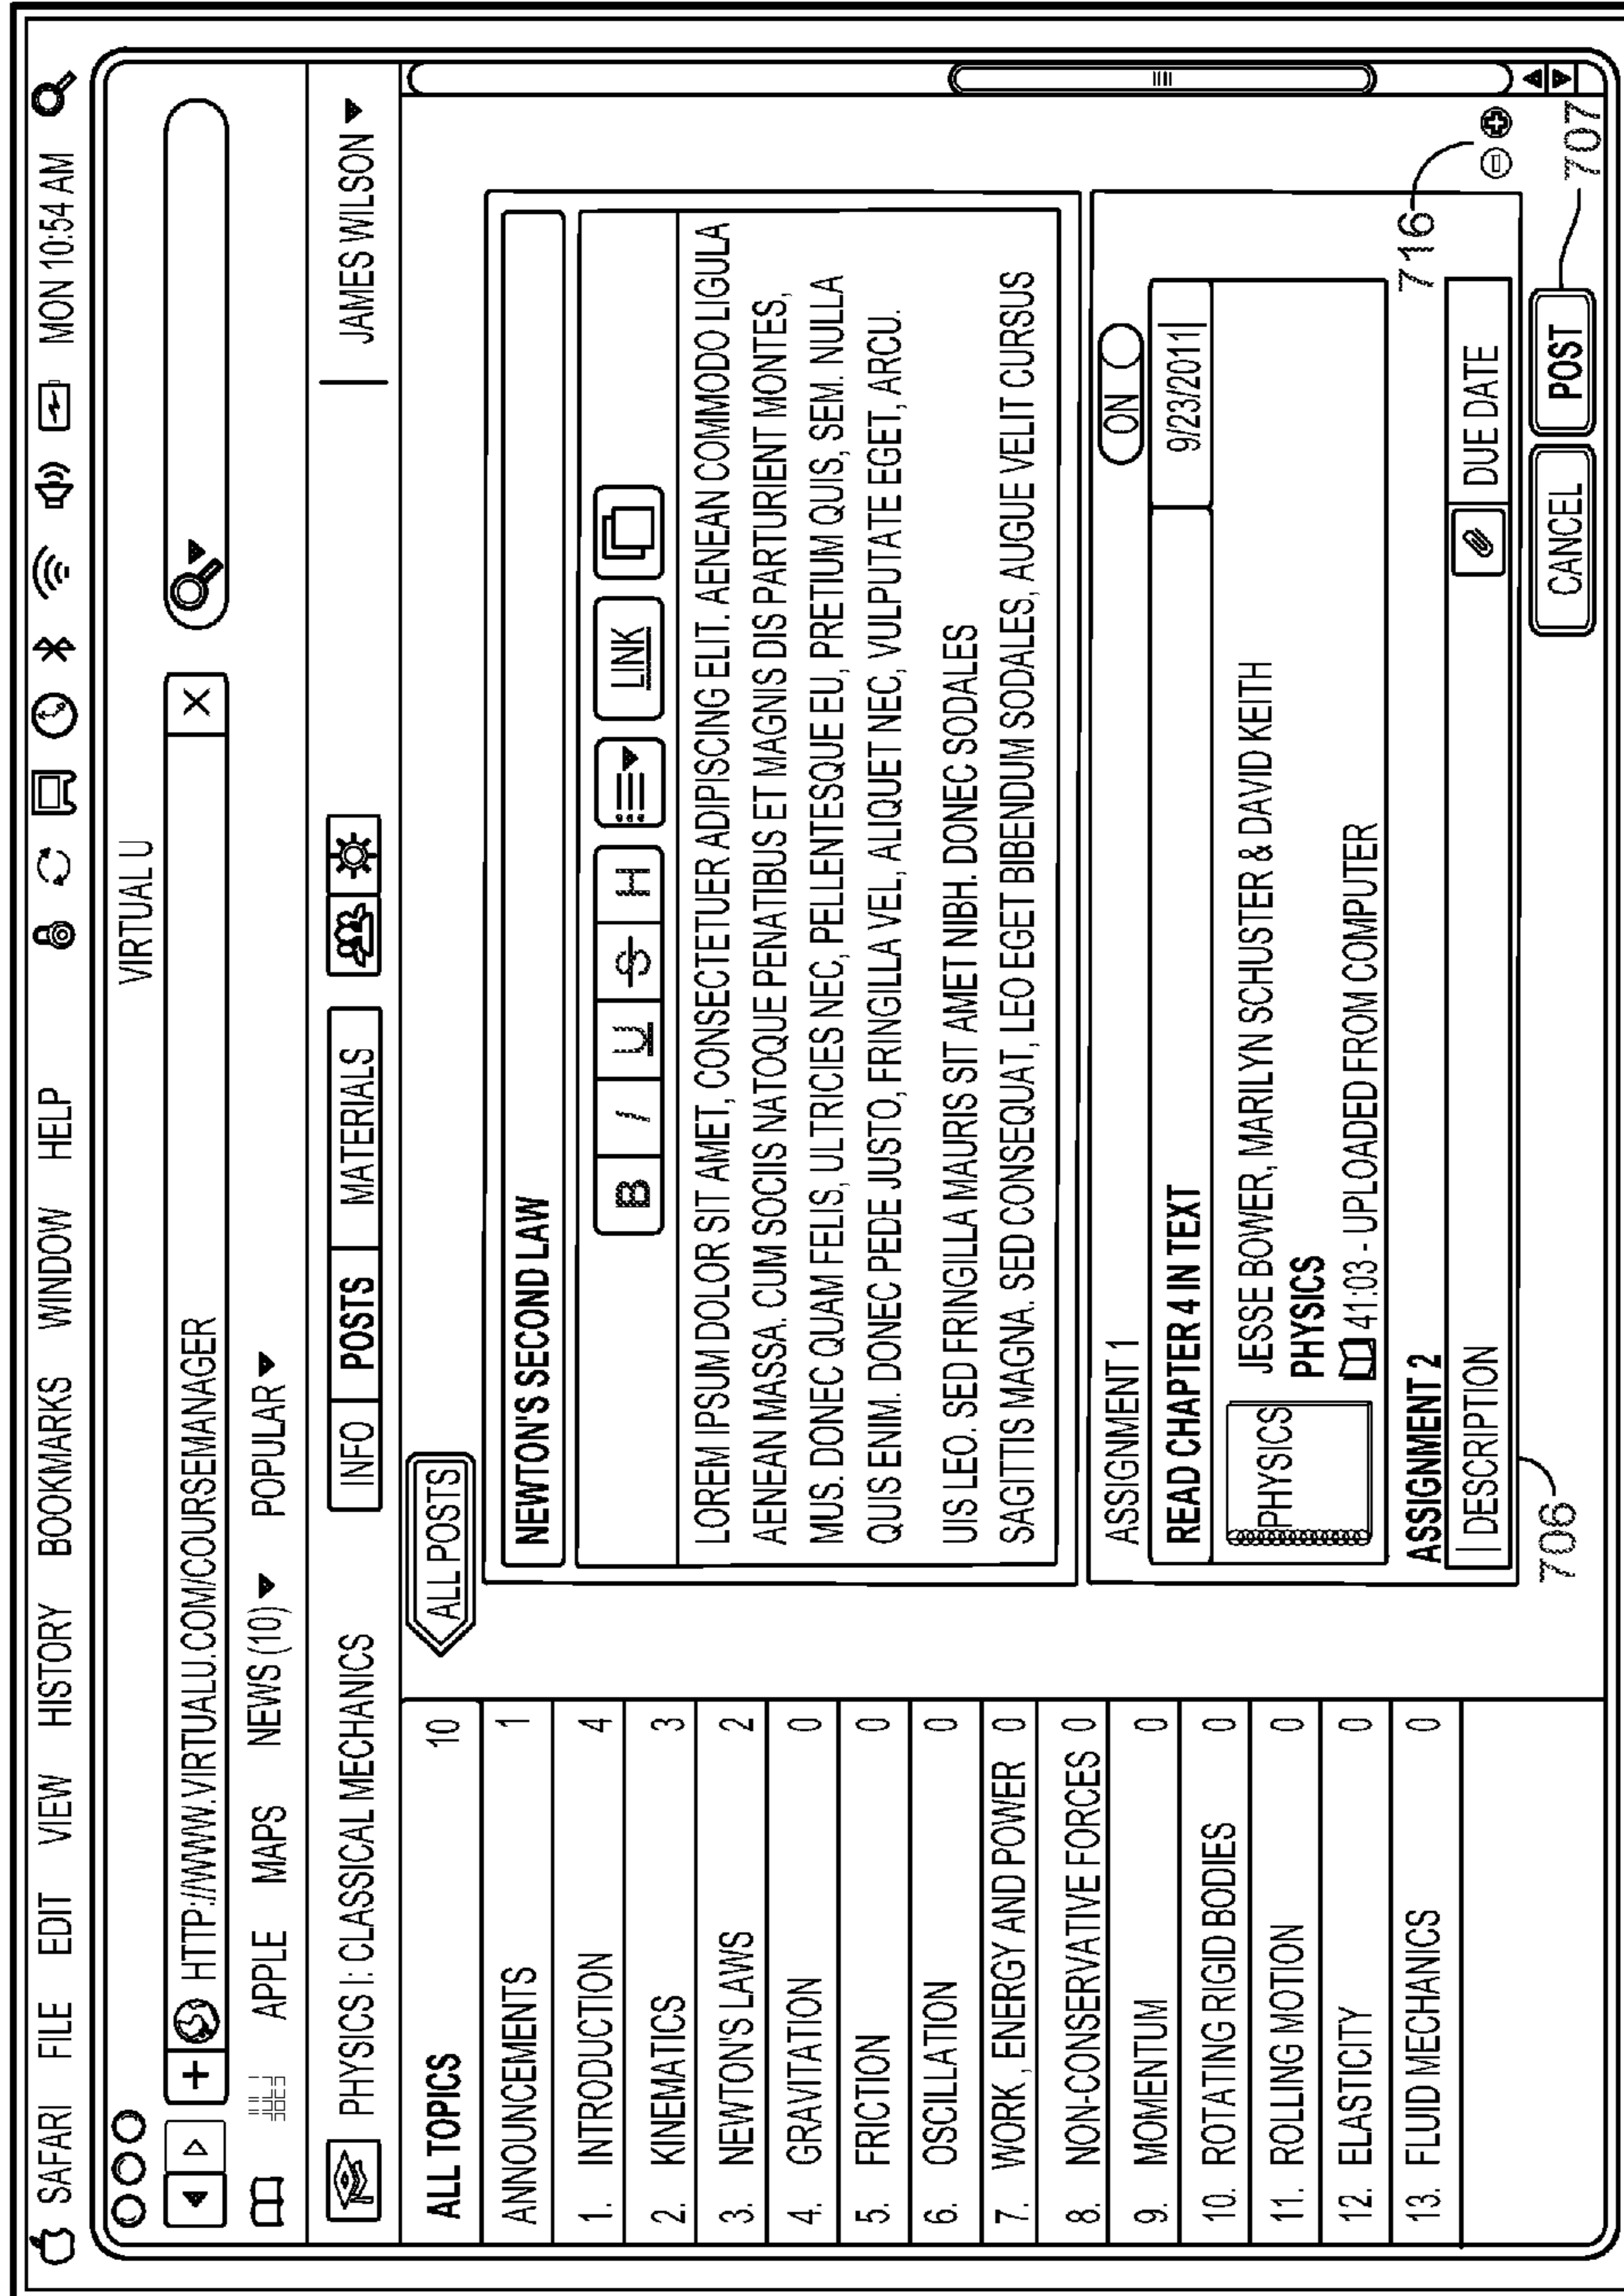 SAFARI FILE EDIT VIEW HISTORY BOOKMARKS WINDOW HELP MON 10:54 AM
VIRTUAL U
+ HTTP://WWW.VIRTUALU.COM/COURSEMANAGER X
APPLE MAPS NEWS (10) POPULAR
PHYSICS I: CLASSICAL MECHANICS INFO POSTS MATERIALS JAMES WILSON
ALL TOPICS 10
ANNOUNCEMENTS 1
1. INTRODUCTION 4
2. KINEMATICS 3
3. NEWTON'S LAWS 2
4. GRAVITATION 0
5. FRICTION 0
6. OSCILLATION 0
7. WORK, ENERGY AND POWER 0
8. NON-CONSERVATIVE FORCES 0
9. MOMENTUM 0
10. ROTATING RIGID BODIES 0
11. ROLLING MOTION 0
12. ELASTICITY 0
13. FLUID MECHANICS 0
ALL POSTS
NEWTON'S SECOND LAW
B I U S H LINK
LOREM IPSUM DOLOR SIT AMET, CONSECTETUER ADIPISCING ELIT. AENEAN COMMODO LIGULA
AENEAN MASSA. CUM SOCIIS NATOQUE PENATIBUS ET MAGNIS DIS PARTURIENT MONTES,
MUS. DONEC QUAM FELIS, ULTRICIES NEC, PELLENTESQUE EU, PRETIUM QUIS, SEM. NULLA
QUIS ENIM. DONEC PEDE JUSTO, FRINGILLA VEL, ALIQUET NEC, VULPUTATE EGET, ARCU.
UIS LEO. SED FRINGILLA MAURIS SIT AMET NIBH. DONEC SODALES
SAGITTIS MAGNA. SED CONSEQUAT, LEO EGET BIBENDUM SODALES, AUGUE VELIT CURSUS
ASSIGNMENT 1 ON
READ CHAPTER 4 IN TEXT 9/23/2011
PHYSICS
JESSE BOWER, MARILYN SCHUSTER & DAVID KEITH
PHYSICS
41:03 - UPLOADED FROM COMPUTER
716
ASSIGNMENT 2
DESCRIPTION DUE DATE
706
CANCEL POST
707